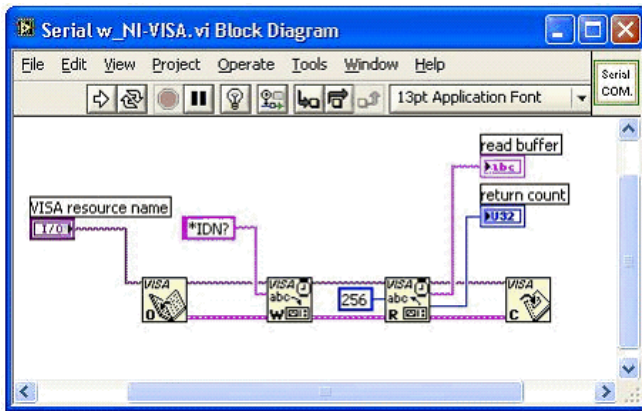 Serial w_NI-VISA.vi Block Diagram
File Edit View Project Operate Tools Window Help
13pt Application Font
Serial
COM.
read buffer
abc
return count
U32
VISA resource name
I/O
*IDN?
VISA
O
VISA
abc
W
256
VISA
abc
R
VISA
C